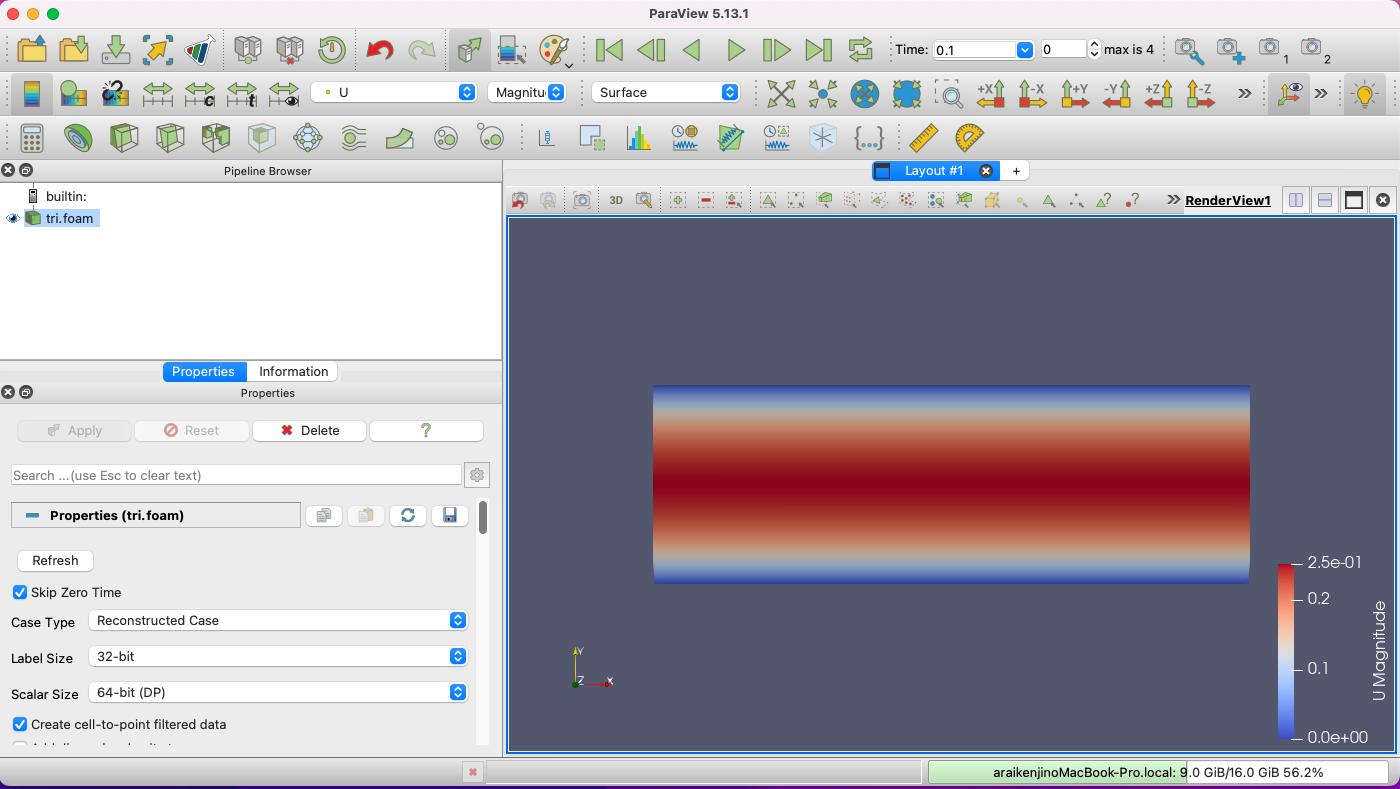 ParaView 5.13.1
Time: 0.1 0 max is 4
1 2
U Magnitu Surface
+X -X +Y -Y +Z -Z
Pipeline Browser
builtin:
tri.foam
Properties Information
Properties
Apply Reset Delete ?
Search ... (use Esc to clear text)
Properties (tri.foam)
Refresh
Skip Zero Time
Case Type Reconstructed Case
Label Size 32-bit
Scalar Size 64-bit (DP)
Create cell-to-point filtered data
Layout #1 +
3D RenderView1
2.5e-01
0.2
0.1
0.0e+00
U Magnitude
Y
Z X
araikenjinoMacBook-Pro.local: 9.0 GiB/16.0 GiB 56.2%